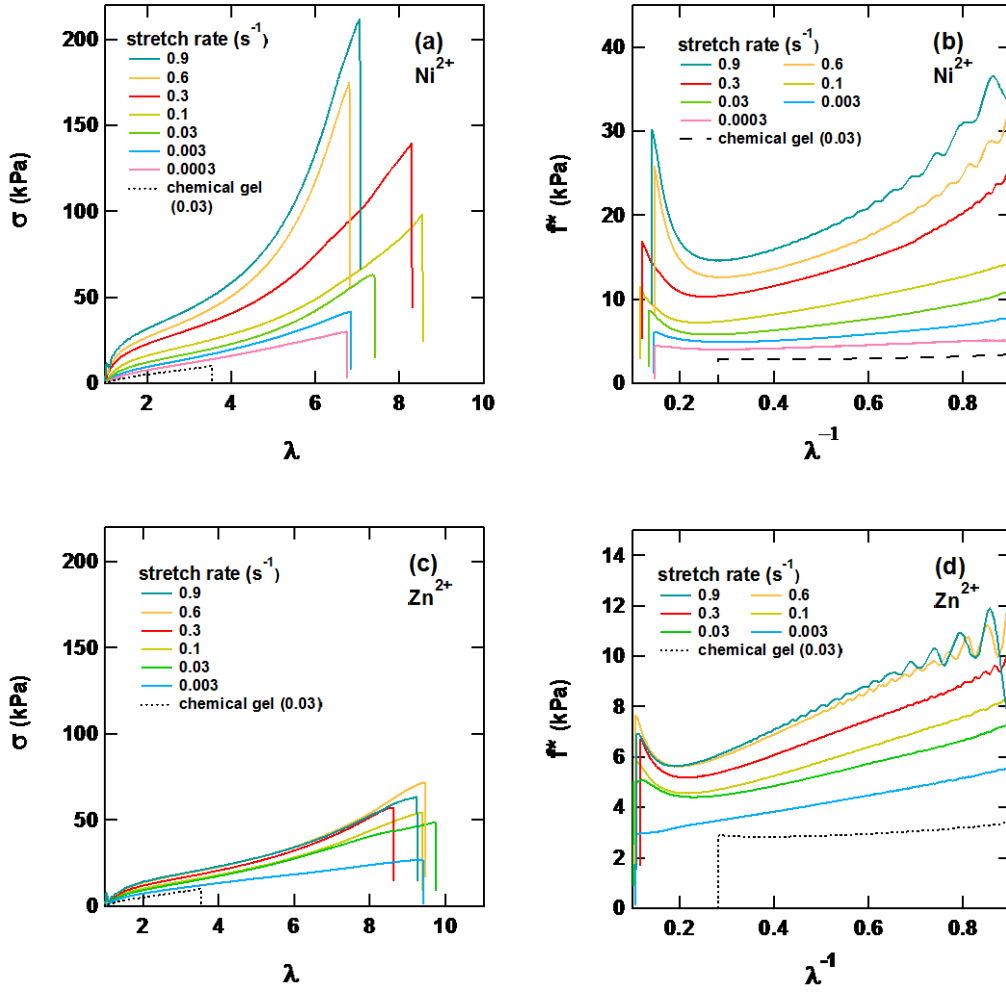 (a)
Ni2+
stretch rate (s−1)
0.9
0.6
0.3
0.1
0.03
0.003
0.0003
chemical gel
(0.03)
200
150
100
50
0
σ (kPa)
2
4
6
8
10
λ
(b)
Ni2+
stretch rate (s−1)
0.9
0.6
0.3
0.1
0.03
0.003
0.0003
chemical gel (0.03)
40
30
20
10
0
f* (kPa)
0.2
0.4
0.6
0.8
λ−1
(c)
Zn2+
stretch rate (s−1)
0.9
0.6
0.3
0.1
0.03
0.003
chemical gel (0.03)
200
150
100
50
0
σ (kPa)
2
4
6
8
10
λ
(d)
Zn2+
stretch rate (s−1)
0.9
0.6
0.3
0.1
0.03
0.003
chemical gel (0.03)
14
12
10
8
6
4
2
0
f* (kPa)
0.2
0.4
0.6
0.8
λ−1